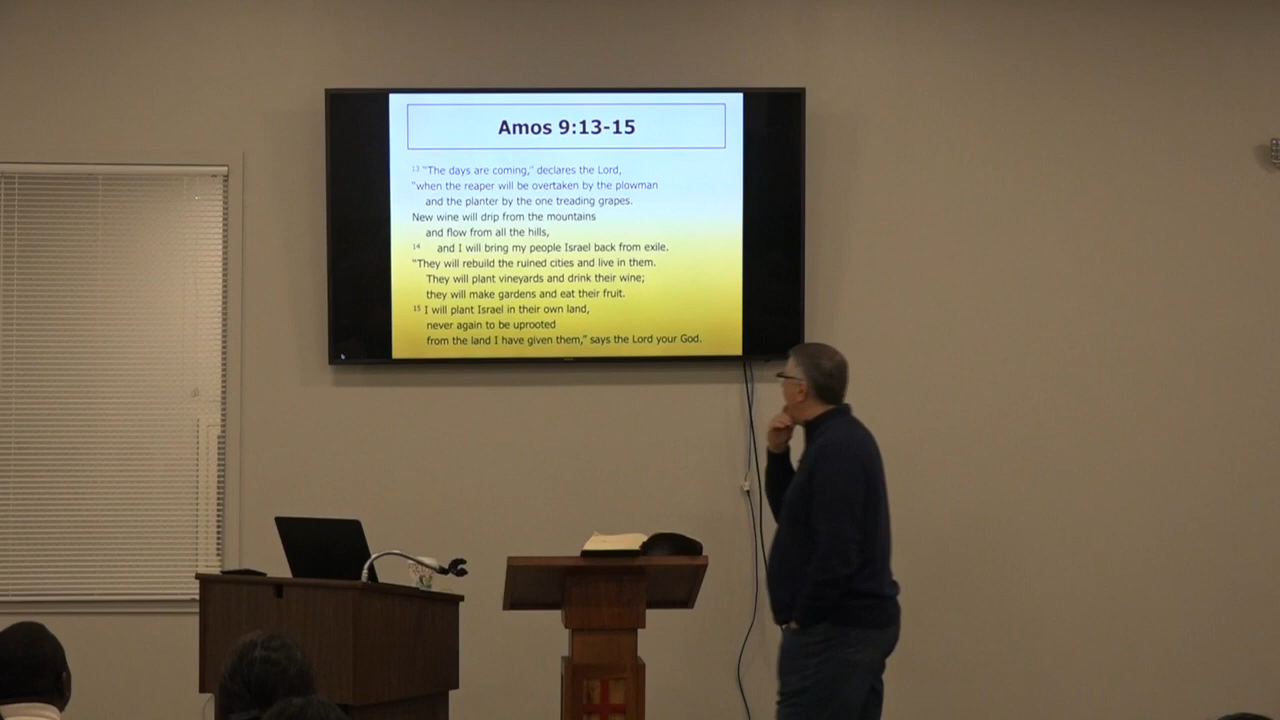 Amos 9:13-15
13 "The days are coming," declares the Lord,
"when the reaper will be overtaken by the plowman
and the planter by the one treading grapes.
New wine will drip from the mountains
and flow from all the hills,
14 and I will bring my people Israel back from exile.
"They will rebuild the ruined cities and live in them.
They will plant vineyards and drink their wine;
they will make gardens and eat their fruit.
15 I will plant Israel in their own land,
never again to be uprooted
from the land I have given them," says the Lord your God.